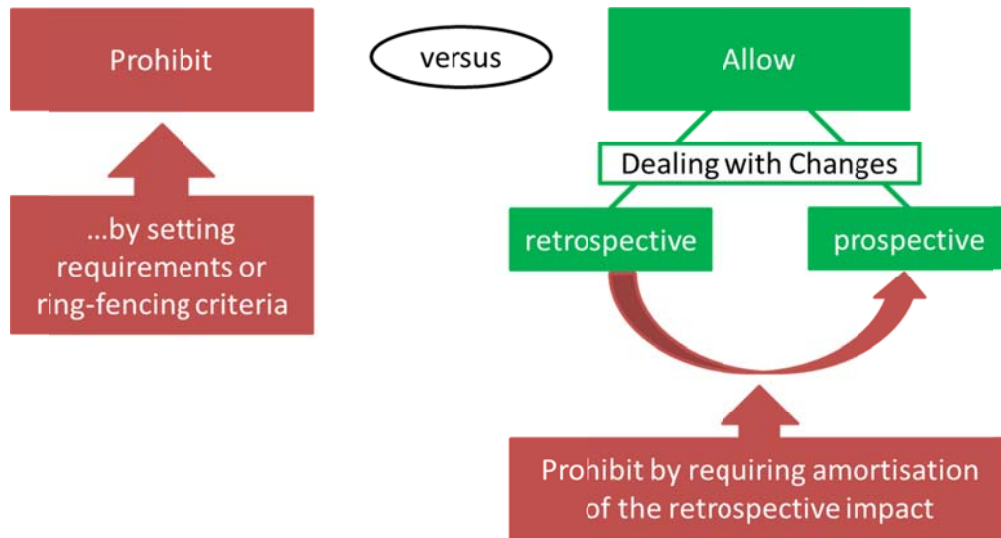 Prohibit
versus
Allow
Dealing with Changes
...by setting
requirements or
ring-fencing criteria
retrospective
prospective
Prohibit by requiring amortisation
of the retrospective impact